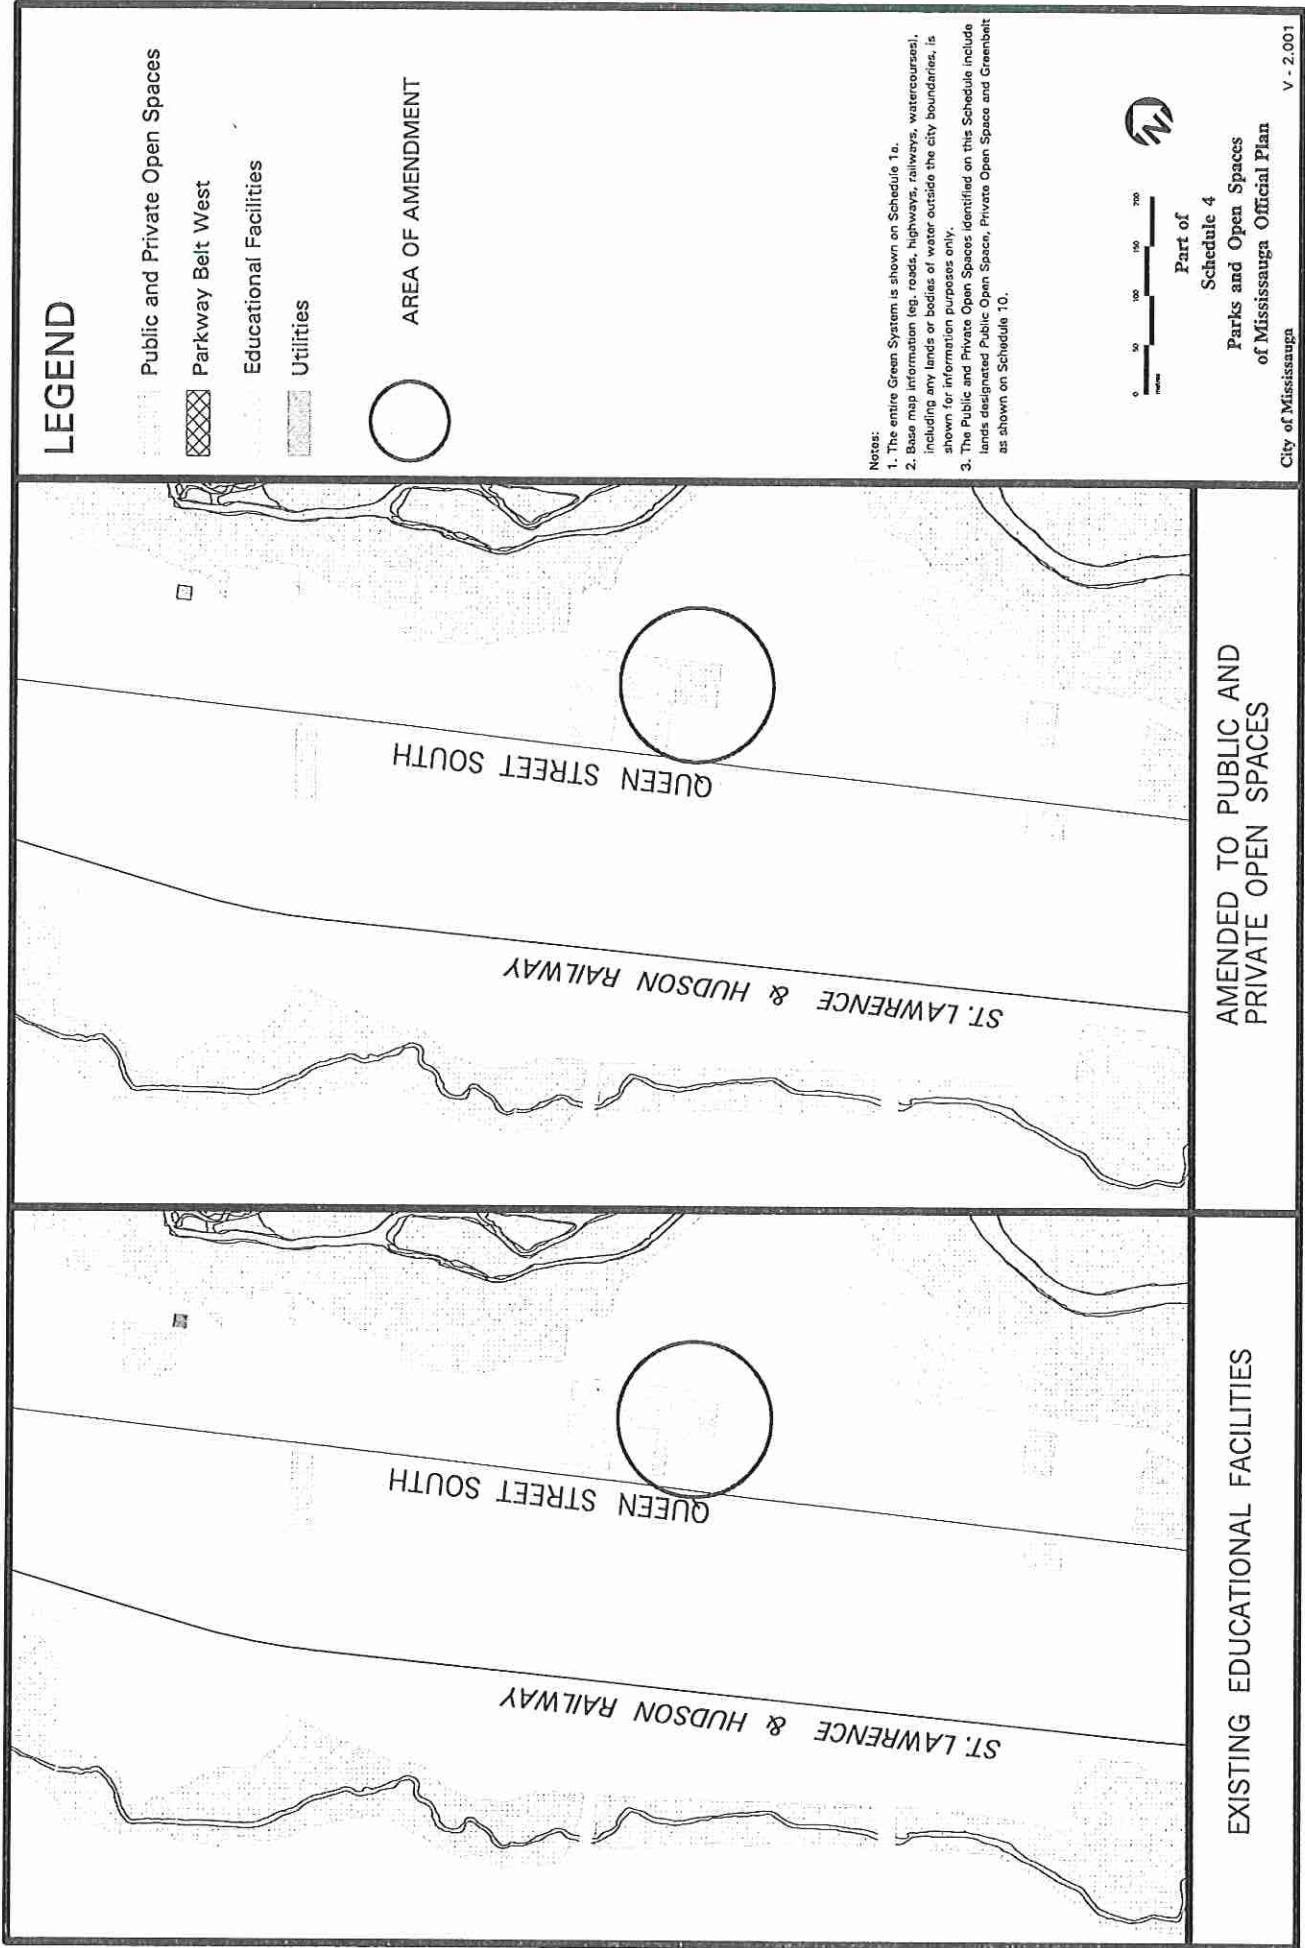 LEGEND
Public and Private Open Spaces
Parkway Belt West
Educational Facilities
Utilities
AREA OF AMENDMENT
Notes:
1. The entire Green System is shown on Schedule 1a.
2. Base map information (eg. roads, highways, railways, watercourses),
including any lands or bodies of water outside the city boundaries, is
shown for information purposes only.
3. The Public and Private Open Spaces identified on this Schedule include
lands designated Public Open Space, Private Open Space and Greenbelt
as shown on Schedule 10.
0 50 100 150 200
metres
N
Part of
Schedule 4
Parks and Open Spaces
of Mississauga Official Plan
City of Mississauga
V - 2.001
QUEEN STREET SOUTH
ST. LAWRENCE & HUDSON RAILWAY
AMENDED TO PUBLIC AND
PRIVATE OPEN SPACES
QUEEN STREET SOUTH
ST. LAWRENCE & HUDSON RAILWAY
EXISTING EDUCATIONAL FACILITIES